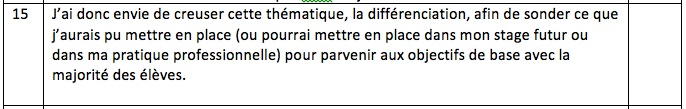 15 J'ai donc envie de creuser cette thématique, la différenciation, afin de sonder ce que
j'aurais pu mettre en place (ou pourrai mettre en place dans mon stage futur ou
dans ma pratique professionnelle) pour parvenir aux objectifs de base avec la
majorité des élèves.